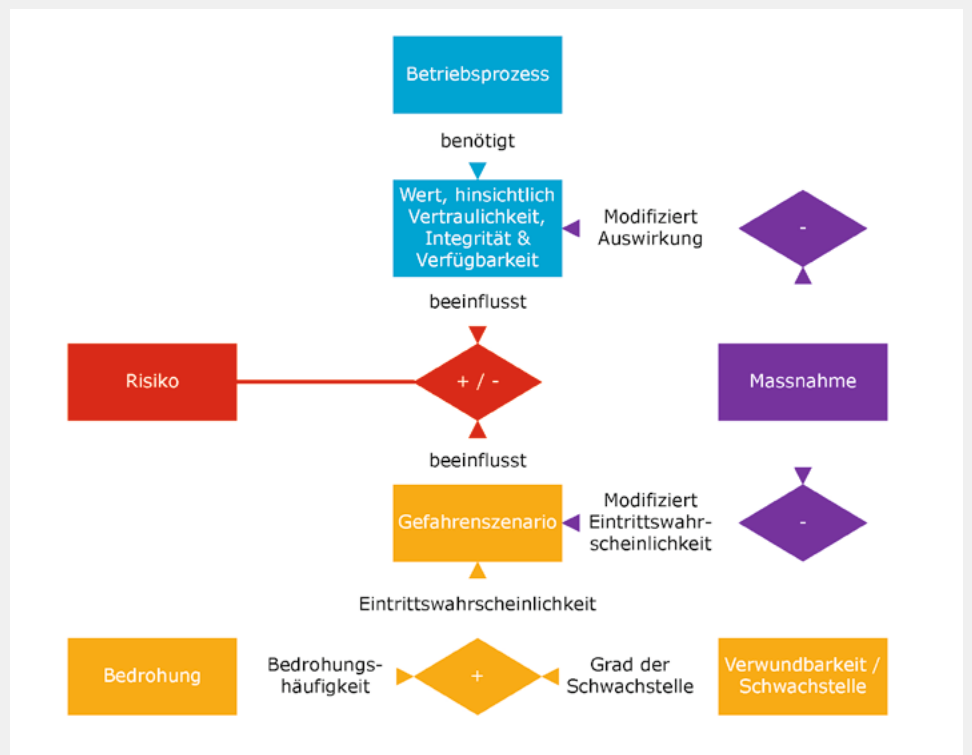 Betriebsprozess
benötigt
Wert, hinsichtlich
Vertraulichkeit,
Integrität &
Verfügbarkeit
Modifiziert
Auswirkung
-
beeinflusst
Risiko
+ / -
Massnahme
beeinflusst
Gefahrenszenario
Modifiziert
Eintrittswahr-
scheinlichkeit
-
Eintrittswahrscheinlichkeit
Bedrohung
Bedrohungs-
häufigkeit
+
Grad der
Schwachstelle
Verwundbarkeit /
Schwachstelle